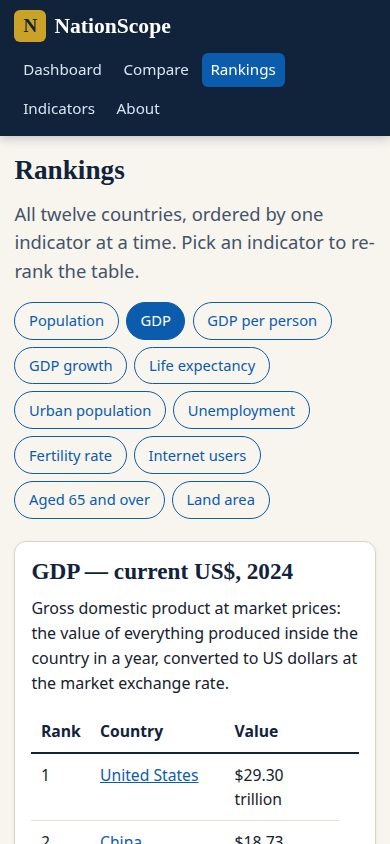 N NationScope
Dashboard Compare Rankings
Indicators About
Rankings
All twelve countries, ordered by one
indicator at a time. Pick an indicator to re-
rank the table.
Population GDP GDP per person
GDP growth Life expectancy
Urban population Unemployment
Fertility rate Internet users
Aged 65 and over Land area
GDP — current US$, 2024
Gross domestic product at market prices:
the value of everything produced inside the
country in a year, converted to US dollars at
the market exchange rate.
Rank Country Value
1 United States $29.30
trillion
2 China $18.73